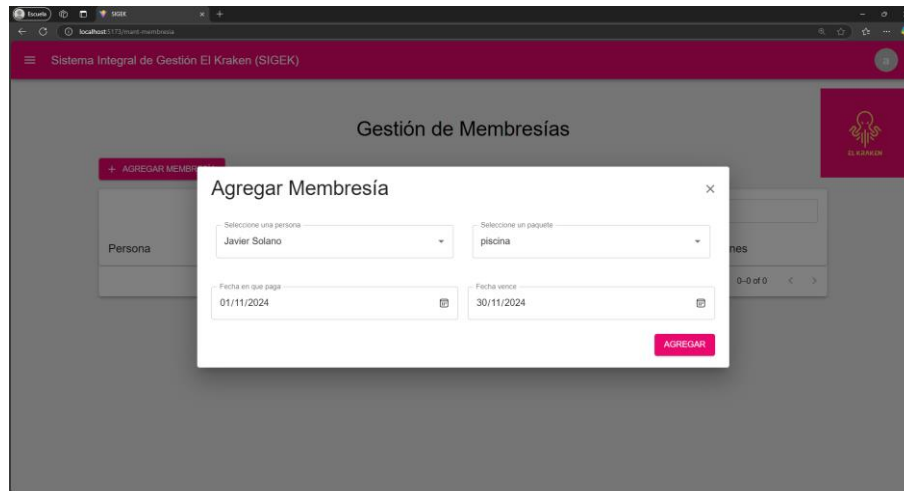 Escuela
SIGEK
localhost:5173/mant-membresia
Sistema Integral de Gestión El Kraken (SIGEK)
a
Gestión de Membresías
EL KRAKEN
+ AGREGAR MEMBR
Agregar Membresía
Seleccione una persona
Seleccione un paquete
Javier Solano
piscina
Persona
nes
Fecha en que paga
Fecha vence
0–0 of 0
01/11/2024
30/11/2024
AGREGAR